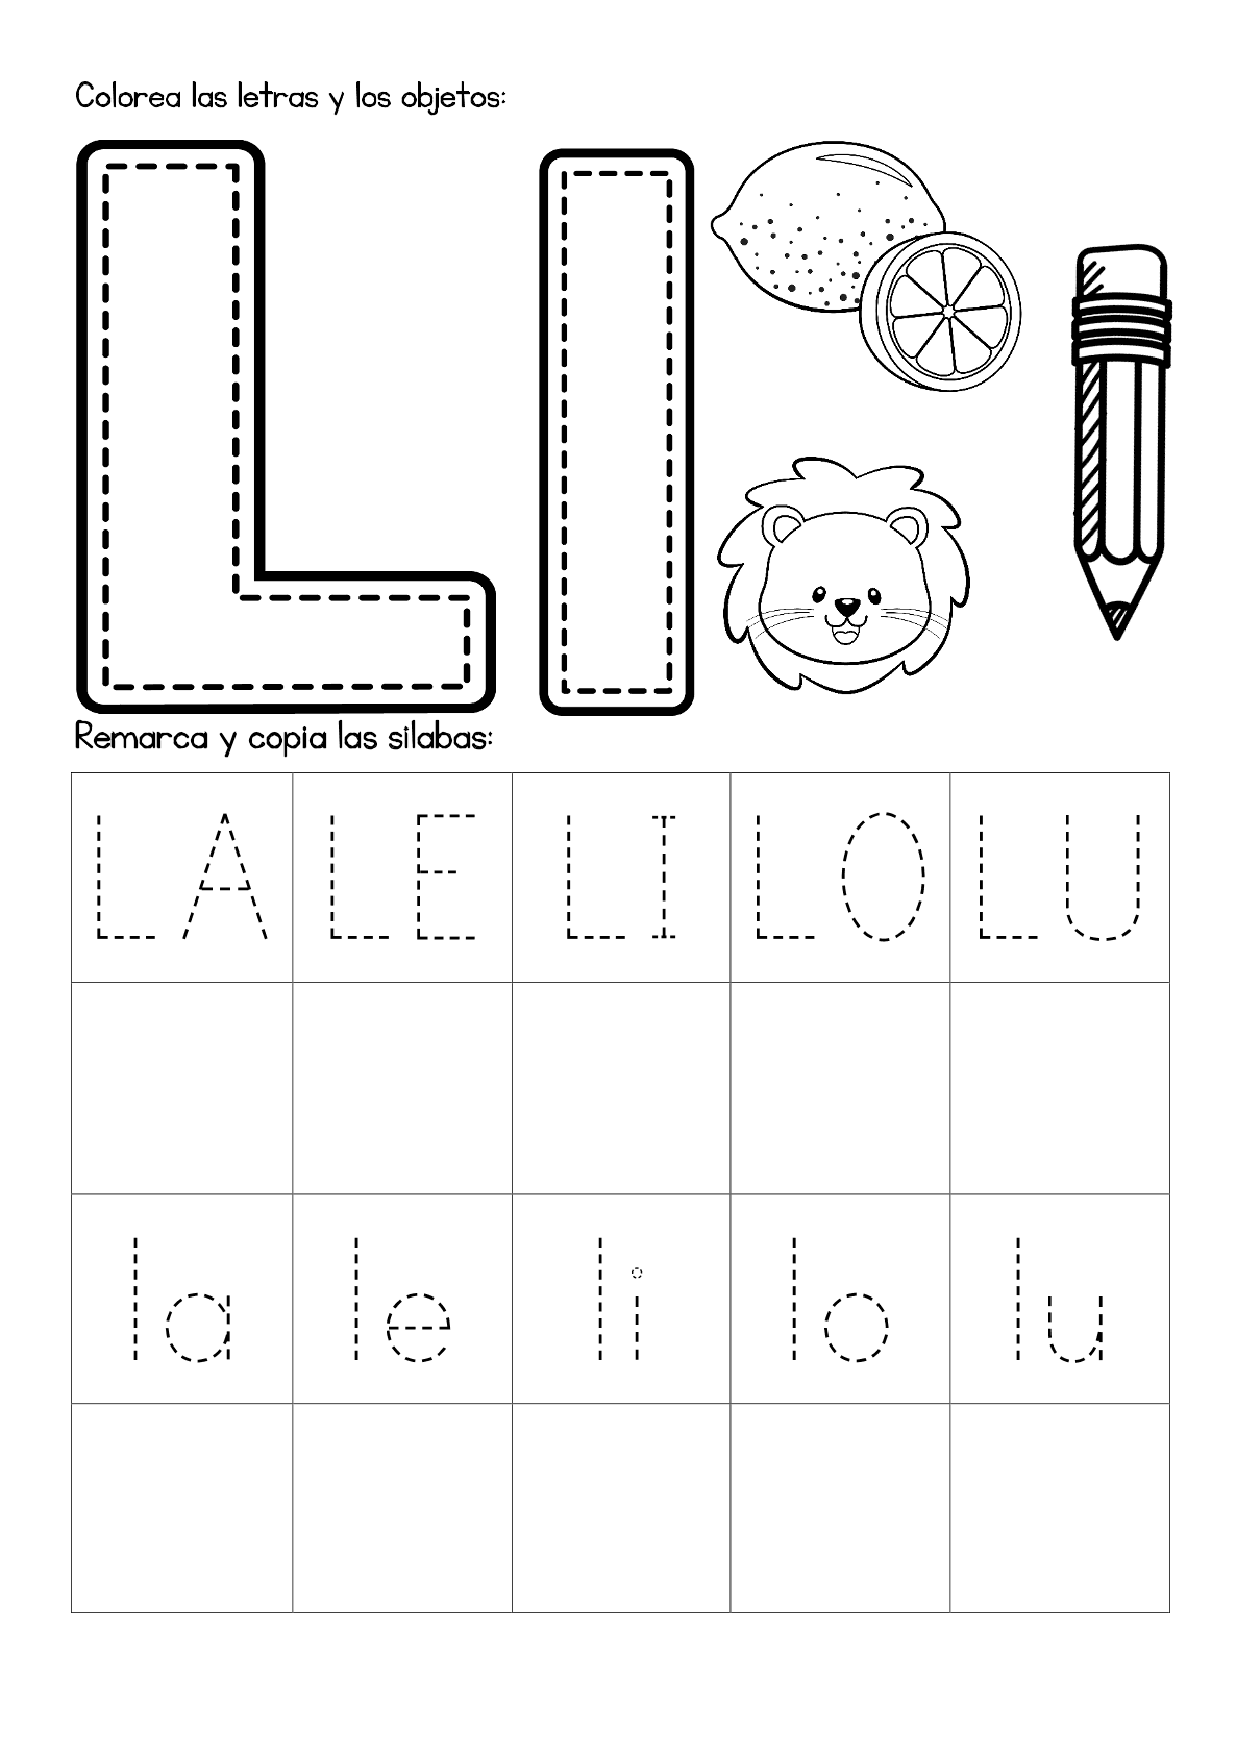 Colorea las letras y los objetos:
L l
Remarca y copia las silabas:
LA LE LI LO LU
la le li lo lu